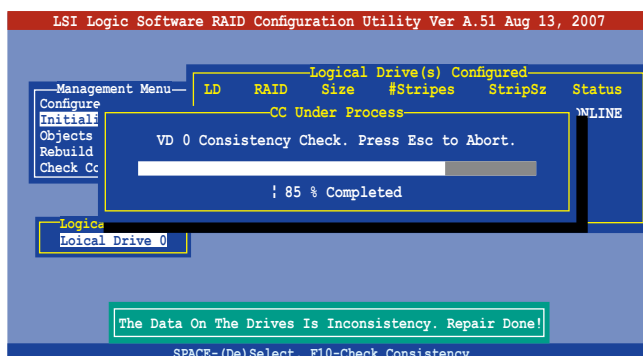 LSI Logic Software RAID Configuration Utility Ver A.51 Aug 13, 2007
Logical Drive(s) Configured
Management Menu
LD RAID Size #Stripes StripSz Status
Configure
ONLINE
CC Under Process
Initiali
Objects
VD 0 Consistency Check. Press Esc to Abort.
Rebuild
Check Co
¦ 85 % Completed
Logica
Loical Drive 0
The Data On The Drives Is Inconsistency. Repair Done!
SPACE-(De)Select, F10-Check Consistency